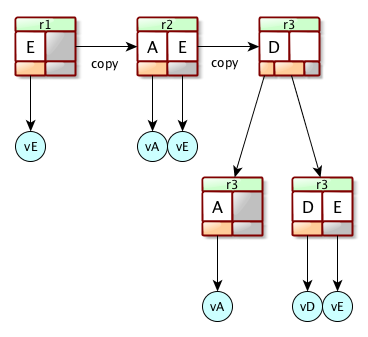 r1 r2 r3
E A E D
copy copy
vE vA vE
r3 r3
A D E
vA vD vE